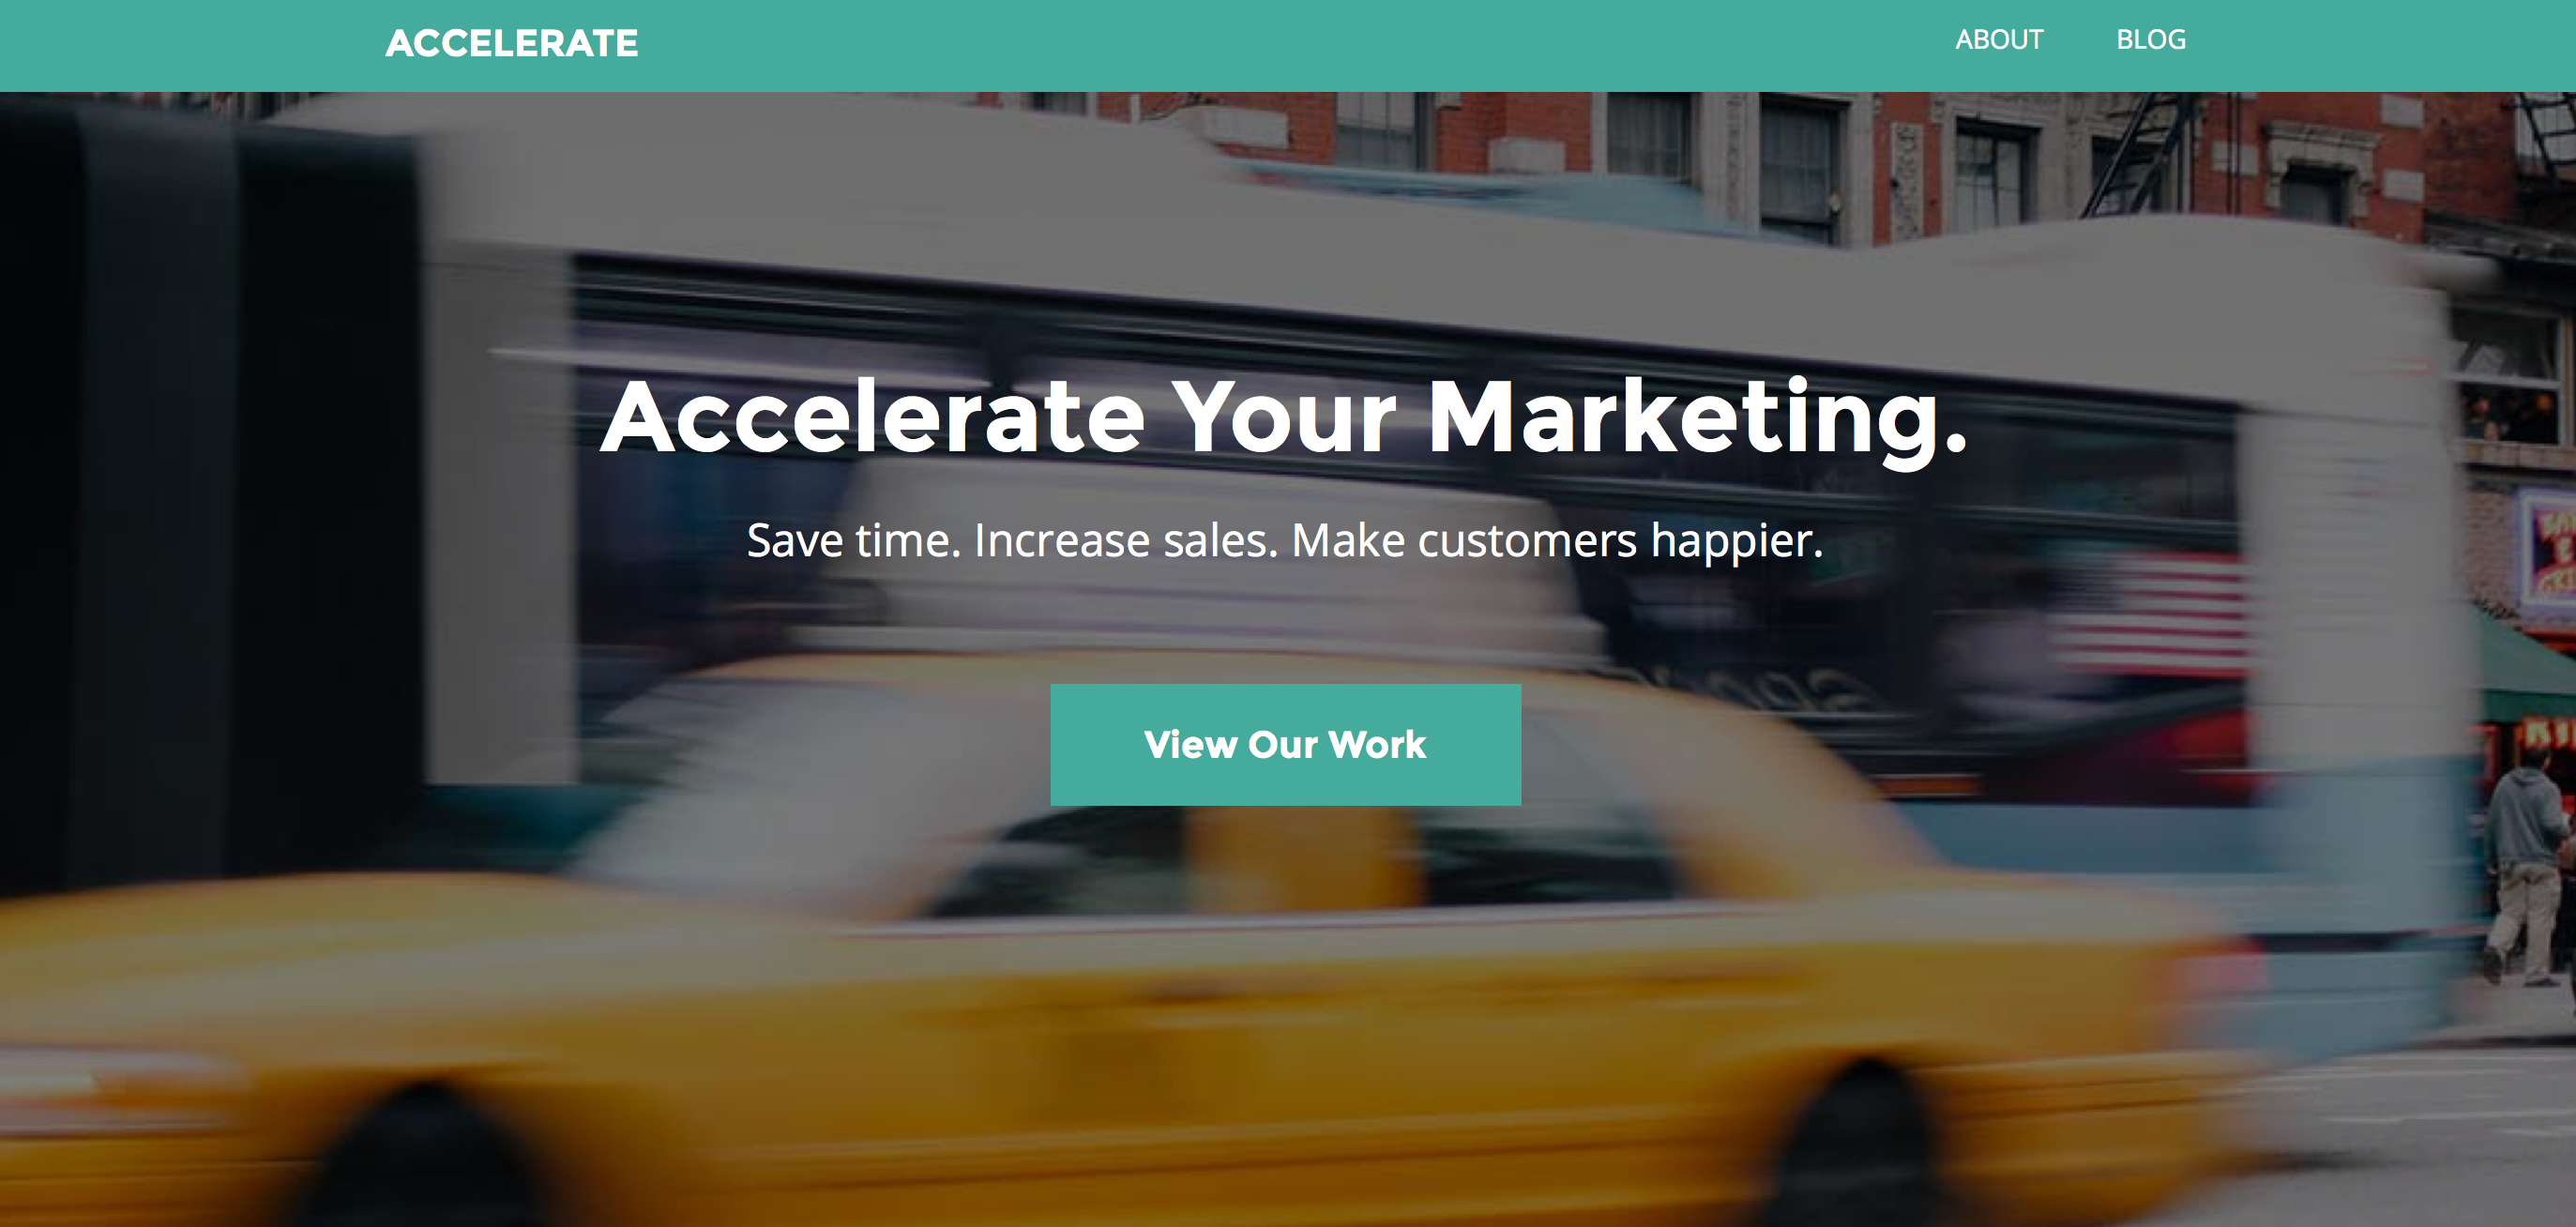 ACCELERATE
ABOUT BLOG
Accelerate Your Marketing.
Save time. Increase sales. Make customers happier.
View Our Work